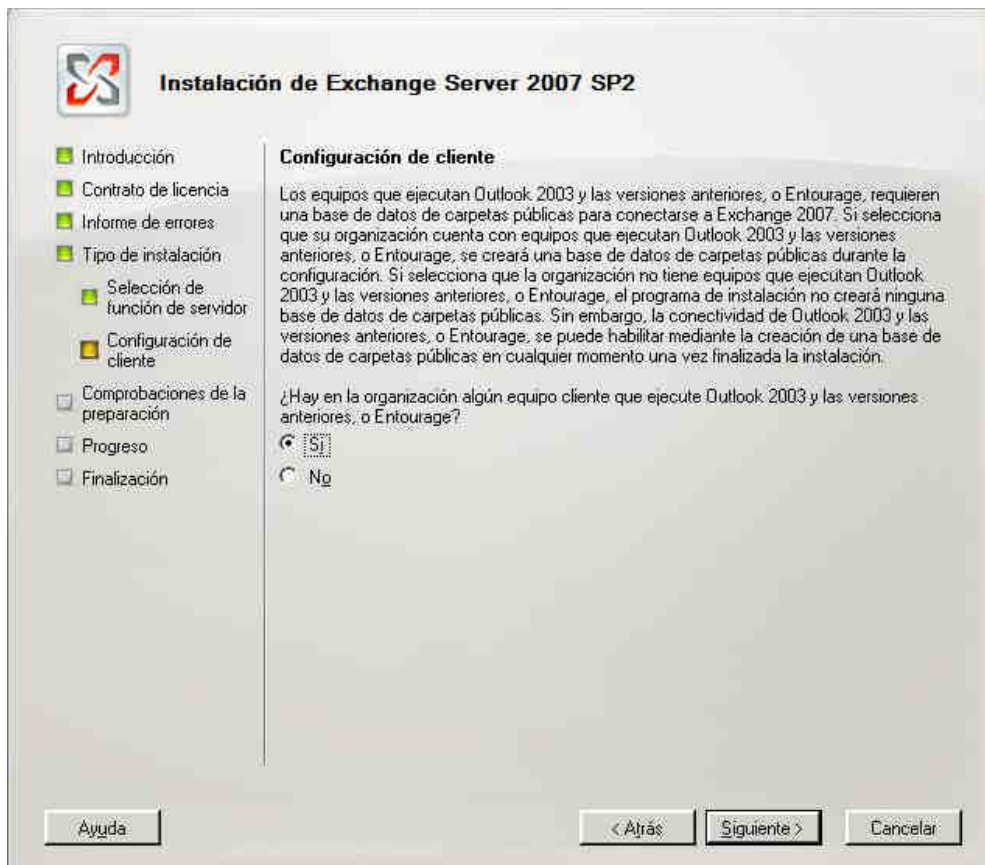 Instalación de Exchange Server 2007 SP2
Introducción
Contrato de licencia
Informe de errores
Tipo de instalación
Selección de
función de servidor
Configuración de
cliente
Comprobaciones de la
preparación
Progreso
Finalización
Configuración de cliente
Los equipos que ejecutan Outlook 2003 y las versiones anteriores, o Entourage, requieren
una base de datos de carpetas públicas para conectarse a Exchange 2007. Si selecciona
que su organización cuenta con equipos que ejecutan Outlook 2003 y las versiones
anteriores, o Entourage, se creará una base de datos de carpetas públicas durante la
configuración. Si selecciona que la organización no tiene equipos que ejecutan Outlook
2003 y las versiones anteriores, o Entourage, el programa de instalación no creará ninguna
base de datos de carpetas públicas. Sin embargo, la conectividad de Outlook 2003 y las
versiones anteriores, o Entourage, se puede habilitar mediante la creación de una base de
datos de carpetas públicas en cualquier momento una vez finalizada la instalación.
¿Hay en la organización algún equipo cliente que ejecute Outlook 2003 y las versiones
anteriores, o Entourage?
Sí
No
Ayuda
< Atrás
Siguiente >
Cancelar